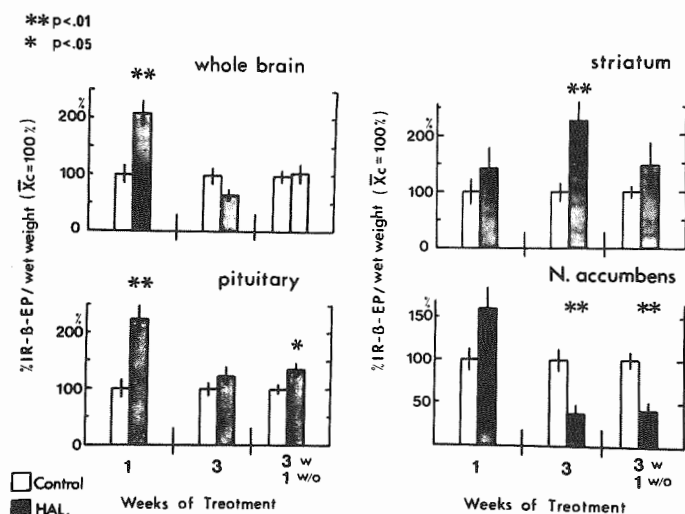 ** p<.01
* p<.05
whole brain
%
200
100
0
**
%IR-ß-EP/wet weight (X̄c=100%)
pituitary
%
200
100
0
**
*
1
3
3 w
1 w/o
Weeks of Treotment
Control
HAL.
striatum
%
200
100
0
**
%IR-ß-EP/wet weight (X̄c=100%)
N. accumbens
%
150
100
50
**
**
1
3
3 w
1 w/o
Weeks of Treotment